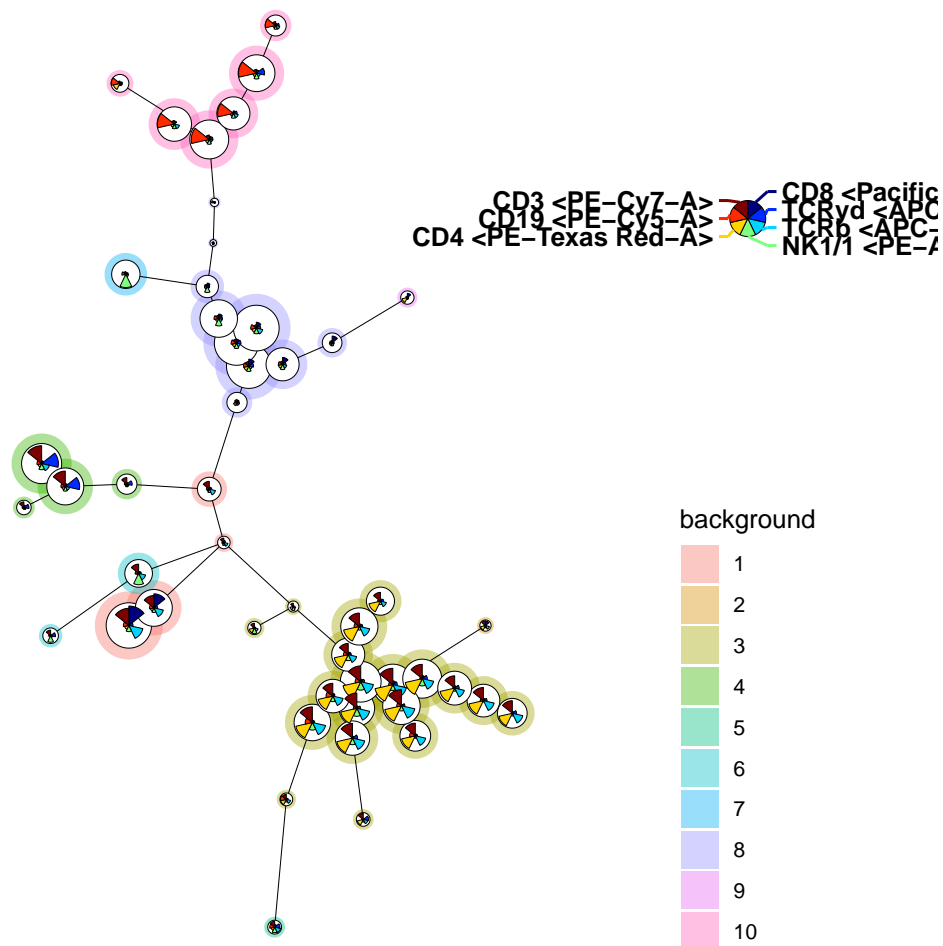 CD3 <PE−Cy7−A>
CD19 <PE−Cy5−A>
CD4 <PE−Texas Red−A>
CD8 <Pacific
TCRyd <APC
TCRb <APC−
NK1/1 <PE−A
background
1
2
3
4
5
6
7
8
9
10